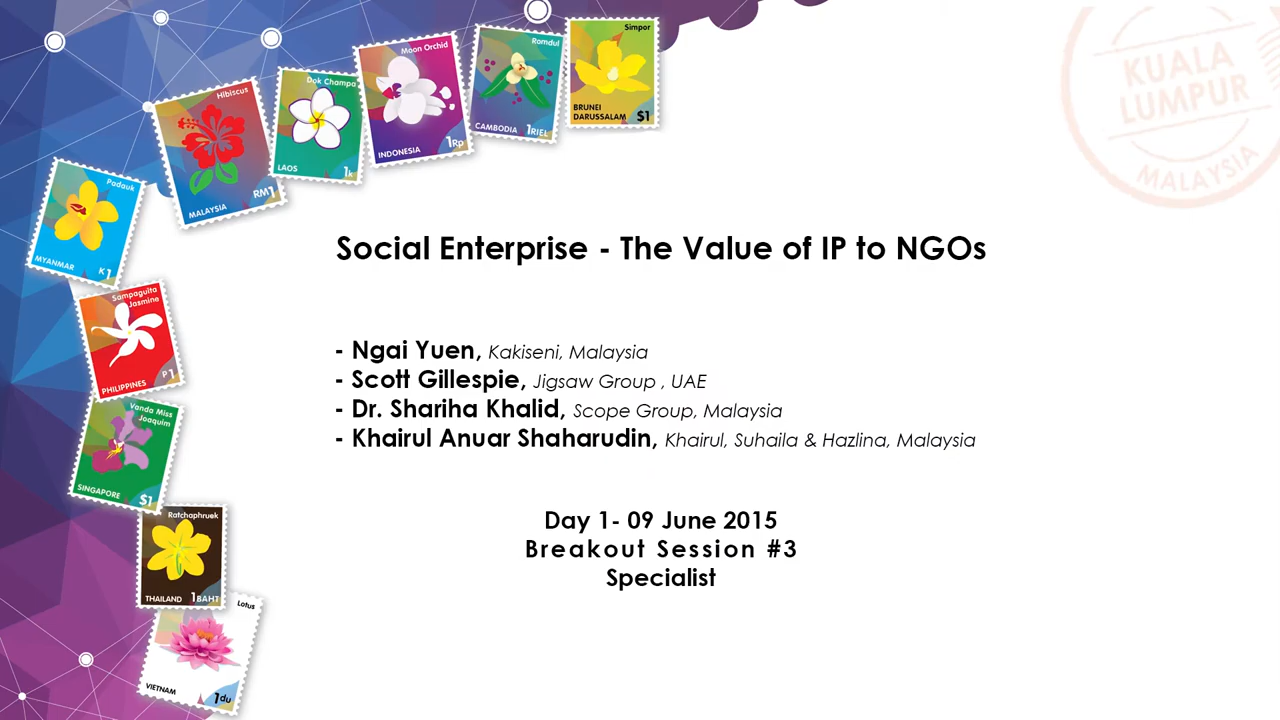 Simpor
BRUNEI
DARUSSALAM
$1
Romdul
CAMBODIA
1RIEL
Moon Orchid
INDONESIA
1Rp
Dok Champa
LAOS
1k
Hibiscus
MALAYSIA
RM1
KUALA
LUMPUR
MALAYSIA
Padauk
MYANMAR
K1
Sampaguita
Jasmine
PHILIPPINES
P1
Vanda Miss
Joaquim
SINGAPORE
$1
Ratchaphruek
THAILAND
1BAHT
Lotus
VIETNAM
1du
Social Enterprise - The Value of IP to NGOs
- Ngai Yuen, Kakiseni, Malaysia
- Scott Gillespie, Jigsaw Group , UAE
- Dr. Shariha Khalid, Scope Group, Malaysia
- Khairul Anuar Shaharudin, Khairul, Suhaila & Hazlina, Malaysia
Day 1- 09 June 2015
Breakout Session #3
Specialist